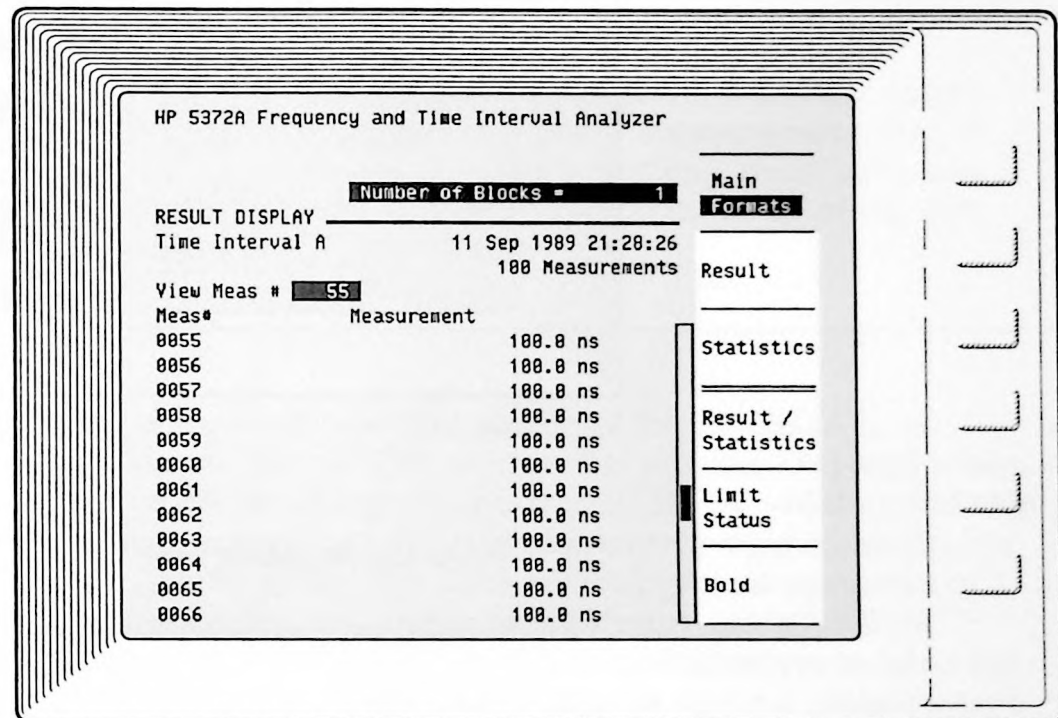 HP 5372A Frequency and Time Interval Analyzer
Number of Blocks = 1
RESULT DISPLAY
Time Interval A 11 Sep 1989 21:28:26
100 Measurements
View Meas # 55
Meas# Measurement
0055 100.0 ns
0056 100.0 ns
0057 100.0 ns
0058 100.0 ns
0059 100.0 ns
0060 100.0 ns
0061 100.0 ns
0062 100.0 ns
0063 100.0 ns
0064 100.0 ns
0065 100.0 ns
0066 100.0 ns
Main
Formats
Result
Statistics
Result /
Statistics
Limit
Status
Bold